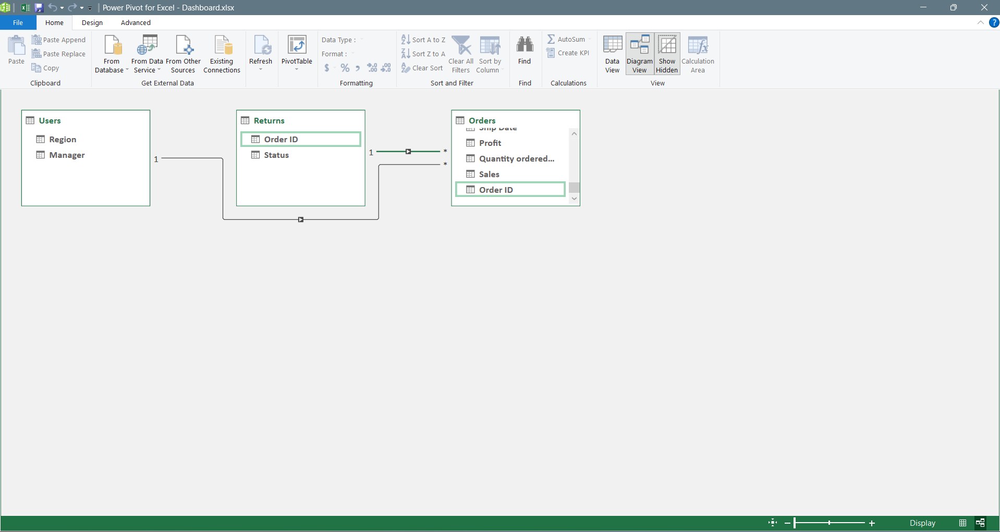 Power Pivot for Excel - Dashboard.xlsx
File Home Design Advanced
Paste
Paste Append
Paste Replace
Copy
Clipboard
From Database
From Data Service
From Other Sources
Existing Connections
Get External Data
Refresh
PivotTable
Data Type :
Format :
$ % , .00 .00
Formatting
Sort A to Z
Sort Z to A
Clear Sort
Clear All Filters
Sort by Column
Sort and Filter
Find
Find
AutoSum
Create KPI
Calculations
Data View
Diagram View
Show Hidden
Calculation Area
View
Users
Region
Manager
1
Returns
Order ID
Status
1
*
*
Orders
Ship Date
Profit
Quantity ordered...
Sales
Order ID
Display